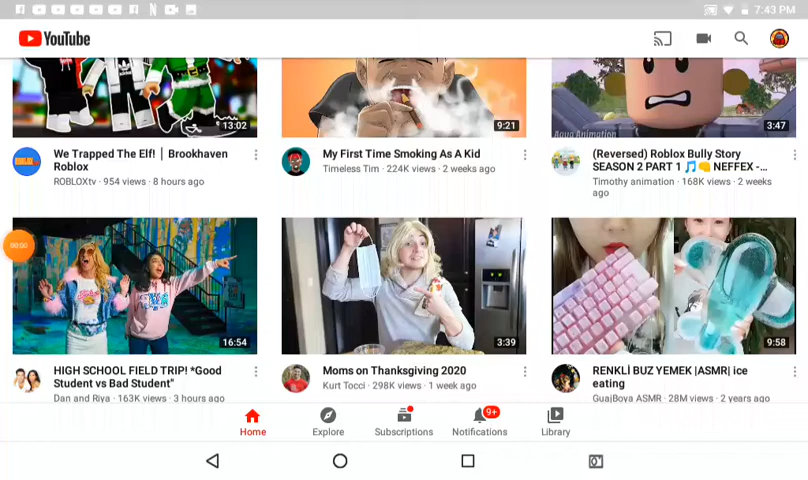 7:43 PM
YouTube
13:02
9:21
Aqua Animation
3:47
We Trapped The Elf! | Brookhaven
Roblox
ROBLOXtv · 954 views · 8 hours ago
My First Time Smoking As A Kid
Timeless Tim · 224K views · 2 weeks ago
(Reversed) Roblox Bully Story
SEASON 2 PART 1 🎵👊 NEFFEX -...
Timothy animation · 168K views · 2 weeks
ago
00:00
16:54
3:39
9:58
HIGH SCHOOL FIELD TRIP! *Good
Student vs Bad Student"
Dan and Riya · 163K views · 3 hours ago
Moms on Thanksgiving 2020
Kurt Tocci · 298K views · 1 week ago
RENKLİ BUZ YEMEK |ASMR| ice
eating
GuajBoya ASMR · 28M views · 2 years ago
9+
Home
Explore
Subscriptions
Notifications
Library